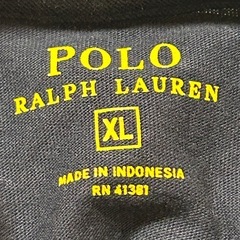 POLO
RALPH LAUREN
XL
MADE IN INDONESIA
RN 41381